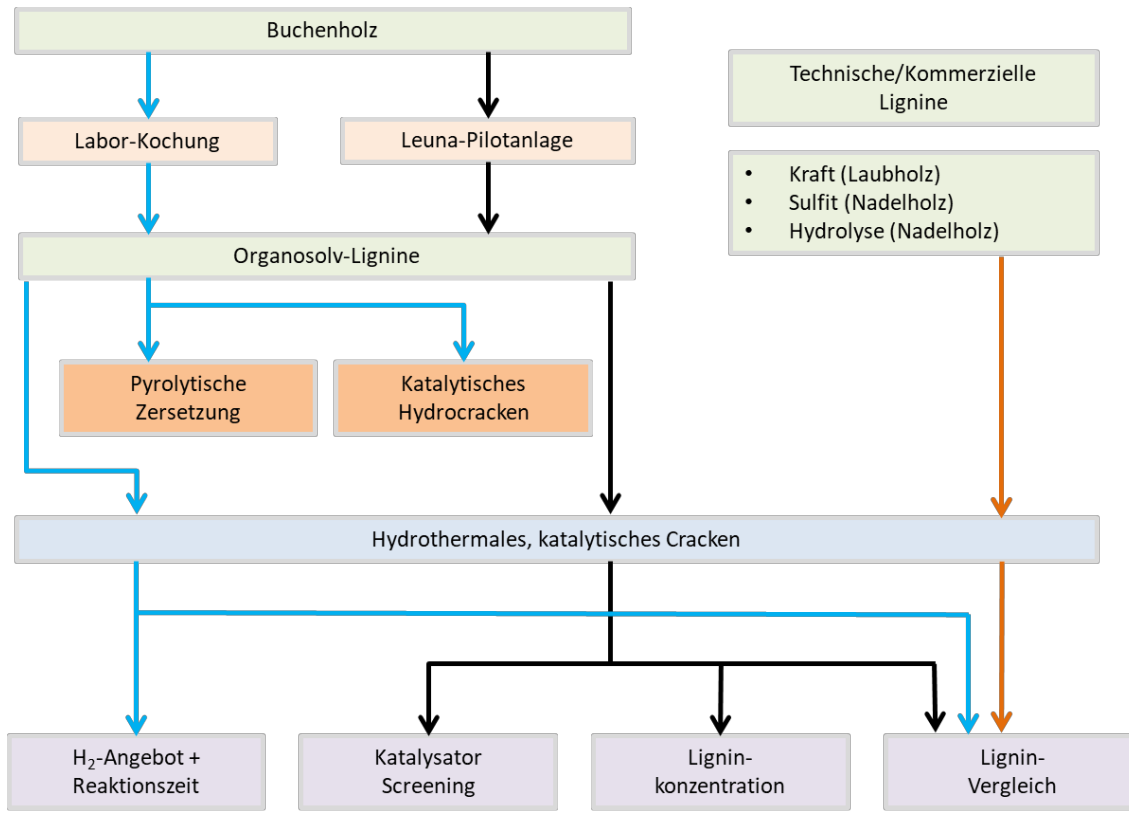 Buchenholz
Technische/Kommerzielle
Lignine
Labor-Kochung
Leuna-Pilotanlage
• Kraft (Laubholz)
• Sulfit (Nadelholz)
• Hydrolyse (Nadelholz)
Organosolv-Lignine
Pyrolytische
Zersetzung
Katalytisches
Hydrocracken
Hydrothermales, katalytisches Cracken
H₂-Angebot +
Reaktionszeit
Katalysator
Screening
Lignin-
konzentration
Lignin-
Vergleich